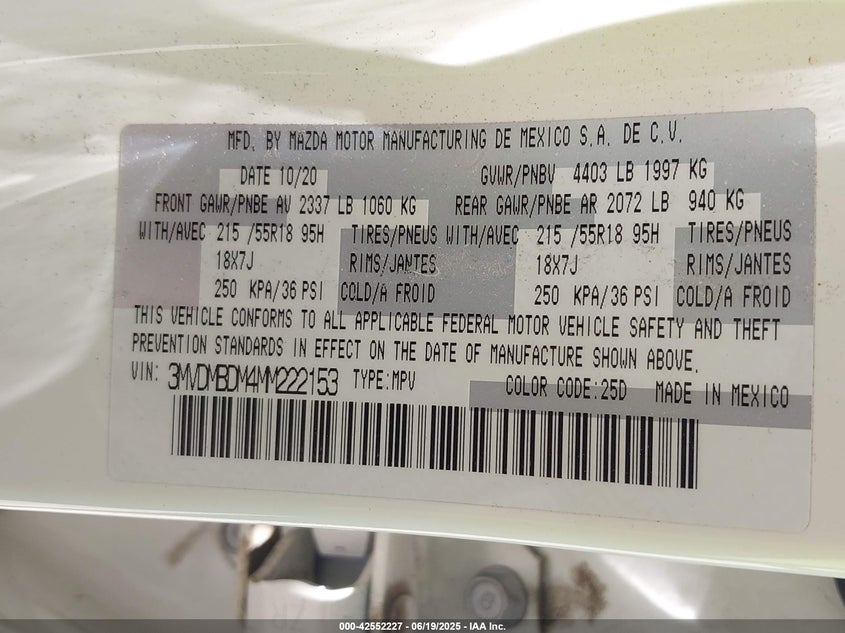 MFD. BY MAZDA MOTOR MANUFACTURING DE MEXICO S.A. DE C.V.
DATE 10/20 GVWR/PNBV 4403 LB 1997 KG
FRONT GAWR/PNBE AV 2337 LB 1060 KG REAR GAWR/PNBE AR 2072 LB 940 KG
WITH/AVEC 215 /55R18 95H TIRES/PNEUS WITH/AVEC 215 /55R18 95H TIRES/PNEUS
18X7J RIMS/JANTES 18X7J RIMS/JANTES
250 KPA/36 PSI COLD/A FROID 250 KPA/36 PSI COLD/A FROID
THIS VEHICLE CONFORMS TO ALL APPLICABLE FEDERAL MOTOR VEHICLE SAFETY AND THEFT
PREVENTION STANDARDS IN EFFECT ON THE DATE OF MANUFACTURE SHOWN ABOVE.
VIN: 3MVDMBDM4MM222153 TYPE:MPV COLOR CODE:25D MADE IN MEXICO
000-42552227 - 06/19/2025 - IAA Inc.